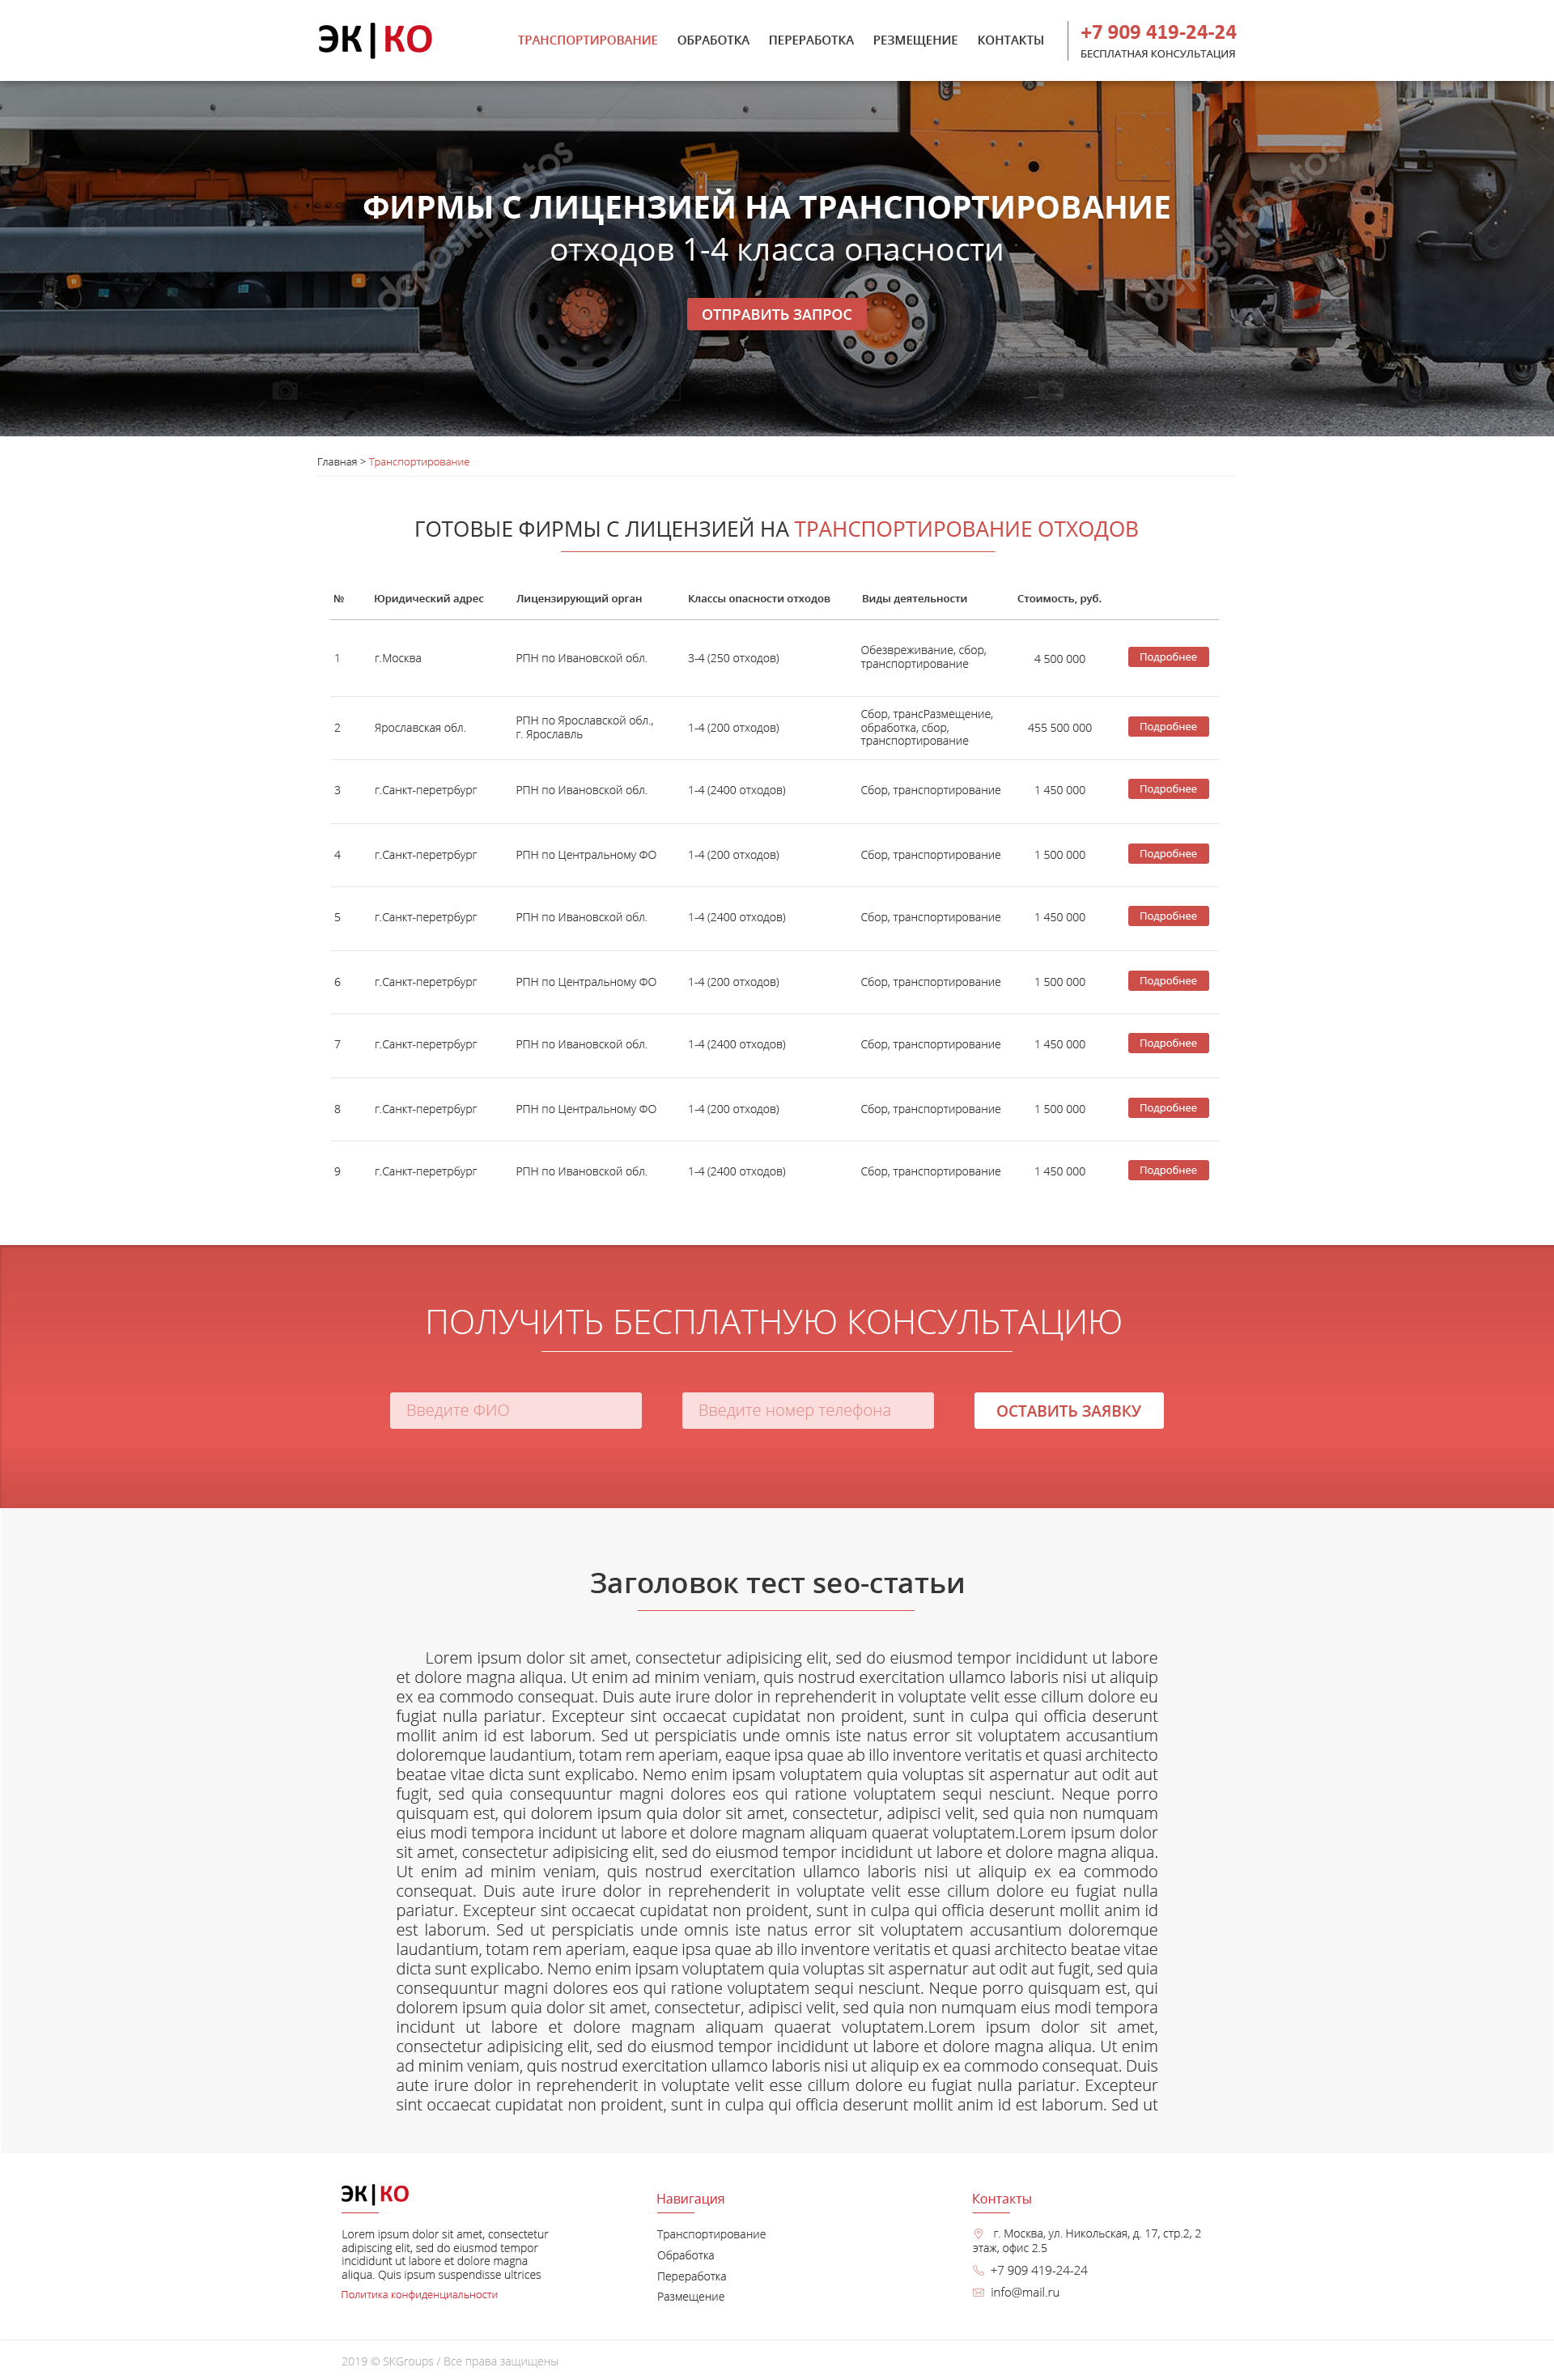 ЭК|КО
ТРАНСПОРТИРОВАНИЕ ОБРАБОТКА ПЕРЕРАБОТКА РЕЗМЕЩЕНИЕ КОНТАКТЫ
+7 909 419-24-24
БЕСПЛАТНАЯ КОНСУЛЬТАЦИЯ
depositphotos depositphotos
ФИРМЫ С ЛИЦЕНЗИЕЙ НА ТРАНСПОРТИРОВАНИЕ
отходов 1-4 класса опасности
ОТПРАВИТЬ ЗАПРОС
Главная > Транспортирование
ГОТОВЫЕ ФИРМЫ С ЛИЦЕНЗИЕЙ НА ТРАНСПОРТИРОВАНИЕ ОТХОДОВ
№ Юридический адрес Лицензирующий орган Классы опасности отходов Виды деятельности Стоимость, руб.
1 г.Москва РПН по Ивановской обл. 3-4 (250 отходов) Обезвреживание, сбор, транспортирование 4 500 000 Подробнее
2 Ярославская обл. РПН по Ярославской обл., г. Ярославль 1-4 (200 отходов) Сбор, трансРазмещение, обработка, сбор, транспортирование 455 500 000 Подробнее
3 г.Санкт-перетрбург РПН по Ивановской обл. 1-4 (2400 отходов) Сбор, транспортирование 1 450 000 Подробнее
4 г.Санкт-перетрбург РПН по Центральному ФО 1-4 (200 отходов) Сбор, транспортирование 1 500 000 Подробнее
5 г.Санкт-перетрбург РПН по Ивановской обл. 1-4 (2400 отходов) Сбор, транспортирование 1 450 000 Подробнее
6 г.Санкт-перетрбург РПН по Центральному ФО 1-4 (200 отходов) Сбор, транспортирование 1 500 000 Подробнее
7 г.Санкт-перетрбург РПН по Ивановской обл. 1-4 (2400 отходов) Сбор, транспортирование 1 450 000 Подробнее
8 г.Санкт-перетрбург РПН по Центральному ФО 1-4 (200 отходов) Сбор, транспортирование 1 500 000 Подробнее
9 г.Санкт-перетрбург РПН по Ивановской обл. 1-4 (2400 отходов) Сбор, транспортирование 1 450 000 Подробнее
ПОЛУЧИТЬ БЕСПЛАТНУЮ КОНСУЛЬТАЦИЮ
Введите ФИО Введите номер телефона ОСТАВИТЬ ЗАЯВКУ
Заголовок тест seo-статьи
Lorem ipsum dolor sit amet, consectetur adipisicing elit, sed do eiusmod tempor incididunt ut labore
et dolore magna aliqua. Ut enim ad minim veniam, quis nostrud exercitation ullamco laboris nisi ut aliquip
ex ea commodo consequat. Duis aute irure dolor in reprehenderit in voluptate velit esse cillum dolore eu
fugiat nulla pariatur. Excepteur sint occaecat cupidatat non proident, sunt in culpa qui officia deserunt
mollit anim id est laborum. Sed ut perspiciatis unde omnis iste natus error sit voluptatem accusantium
doloremque laudantium, totam rem aperiam, eaque ipsa quae ab illo inventore veritatis et quasi architecto
beatae vitae dicta sunt explicabo. Nemo enim ipsam voluptatem quia voluptas sit aspernatur aut odit aut
fugit, sed quia consequuntur magni dolores eos qui ratione voluptatem sequi nesciunt. Neque porro
quisquam est, qui dolorem ipsum quia dolor sit amet, consectetur, adipisci velit, sed quia non numquam
eius modi tempora incidunt ut labore et dolore magnam aliquam quaerat voluptatem.Lorem ipsum dolor
sit amet, consectetur adipisicing elit, sed do eiusmod tempor incididunt ut labore et dolore magna aliqua.
Ut enim ad minim veniam, quis nostrud exercitation ullamco laboris nisi ut aliquip ex ea commodo
consequat. Duis aute irure dolor in reprehenderit in voluptate velit esse cillum dolore eu fugiat nulla
pariatur. Excepteur sint occaecat cupidatat non proident, sunt in culpa qui officia deserunt mollit anim id
est laborum. Sed ut perspiciatis unde omnis iste natus error sit voluptatem accusantium doloremque
laudantium, totam rem aperiam, eaque ipsa quae ab illo inventore veritatis et quasi architecto beatae vitae
dicta sunt explicabo. Nemo enim ipsam voluptatem quia voluptas sit aspernatur aut odit aut fugit, sed quia
consequuntur magni dolores eos qui ratione voluptatem sequi nesciunt. Neque porro quisquam est, qui
dolorem ipsum quia dolor sit amet, consectetur, adipisci velit, sed quia non numquam eius modi tempora
incidunt ut labore et dolore magnam aliquam quaerat voluptatem.Lorem ipsum dolor sit amet,
consectetur adipisicing elit, sed do eiusmod tempor incididunt ut labore et dolore magna aliqua. Ut enim
ad minim veniam, quis nostrud exercitation ullamco laboris nisi ut aliquip ex ea commodo consequat. Duis
aute irure dolor in reprehenderit in voluptate velit esse cillum dolore eu fugiat nulla pariatur. Excepteur
sint occaecat cupidatat non proident, sunt in culpa qui officia deserunt mollit anim id est laborum. Sed ut
ЭК|КО
Lorem ipsum dolor sit amet, consectetur
adipiscing elit, sed do eiusmod tempor
incididunt ut labore et dolore magna
aliqua. Quis ipsum suspendisse ultrices
Политика конфиденциальности
Навигация
Транспортирование
Обработка
Переработка
Размещение
Контакты
г. Москва, ул. Никольская, д. 17, стр.2, 2
этаж, офис 2.5
+7 909 419-24-24
info@mail.ru
2019 © SKGroups / Все права защищены